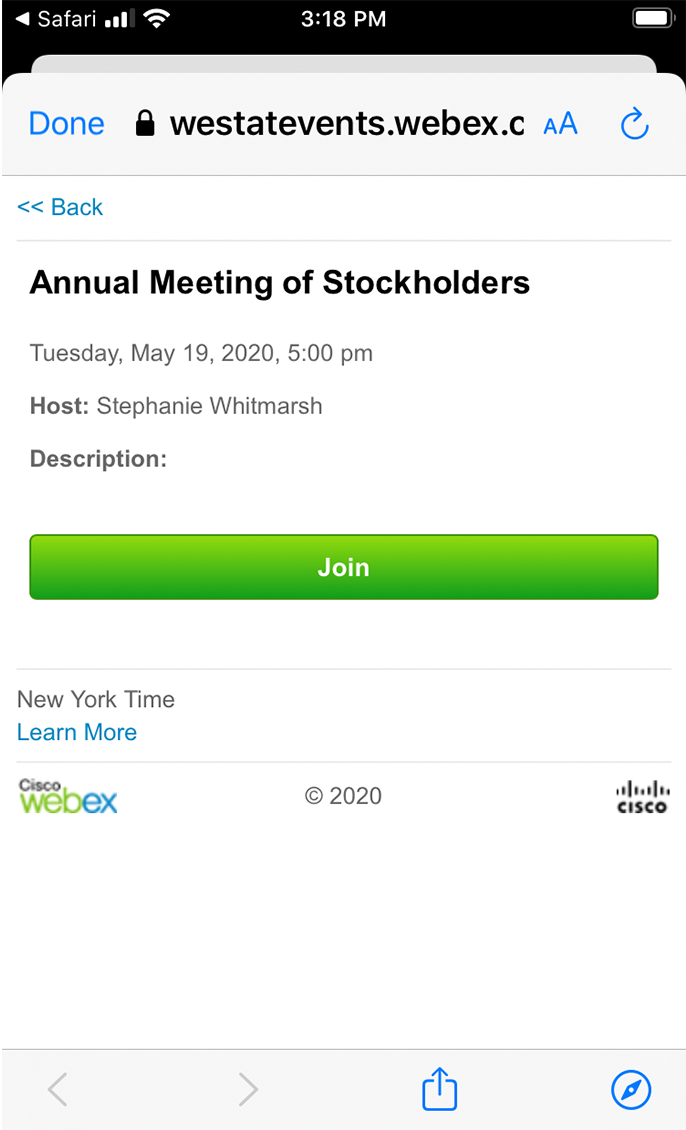 Safari 3:18 PM
Done westatevents.webex.c AA
<< Back
Annual Meeting of Stockholders
Tuesday, May 19, 2020, 5:00 pm
Host: Stephanie Whitmarsh
Description:
Join
New York Time
Learn More
Cisco webex © 2020 CISCO